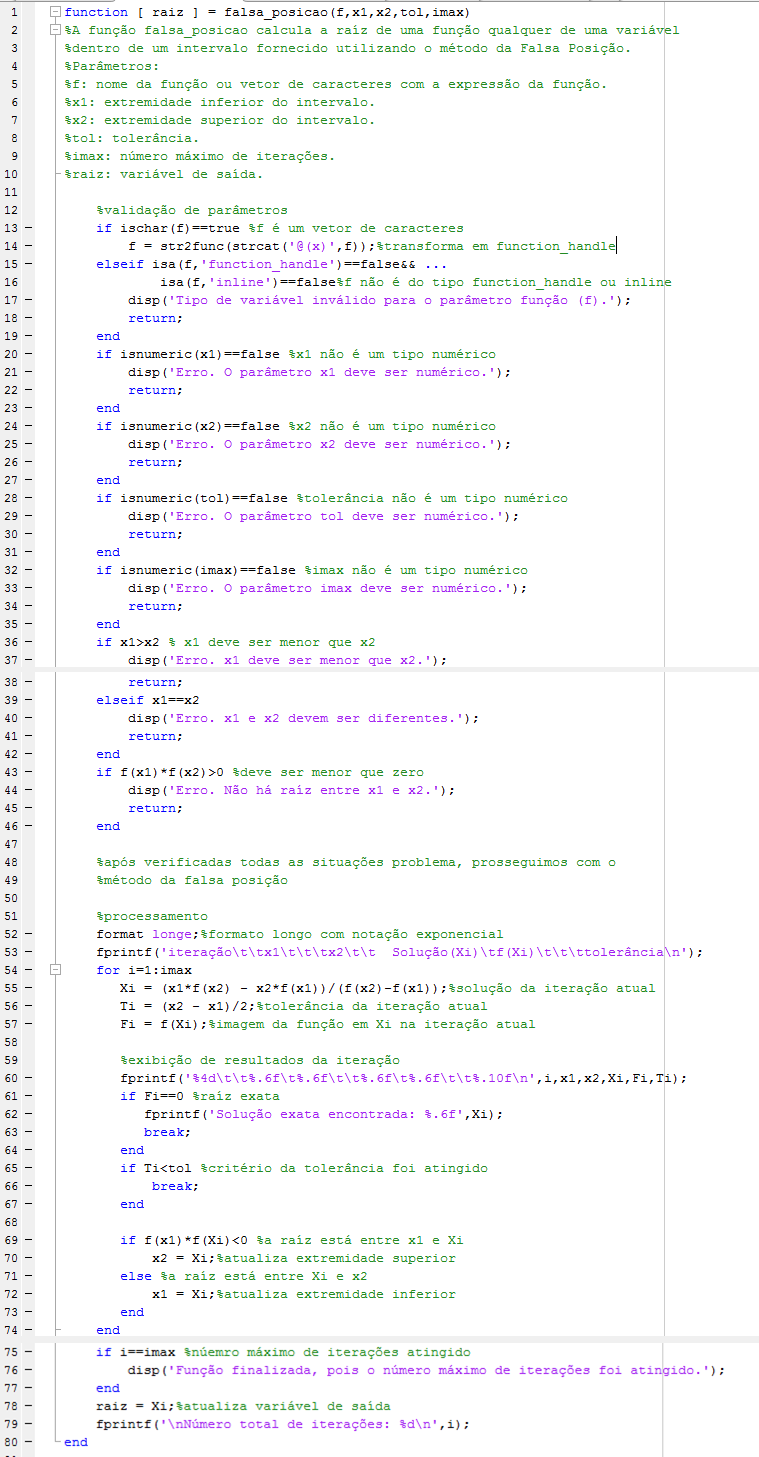 1 function [ raiz ] = falsa_posicao(f,x1,x2,tol,imax)
2 %A função falsa_posicao calcula a raíz de uma função qualquer de uma variável
3 %dentro de um intervalo fornecido utilizando o método da Falsa Posição.
4 %Parâmetros:
5 %f: nome da função ou vetor de caracteres com a expressão da função.
6 %x1: extremidade inferior do intervalo.
7 %x2: extremidade superior do intervalo.
8 %tol: tolerância.
9 %imax: número máximo de iterações.
10 %raiz: variável de saída.
11
12 %validação de parâmetros
13 – if ischar(f)==true %f é um vetor de caracteres
14 – f = str2func(strcat('@(x)',f));%transforma em function_handle
15 – elseif isa(f,'function_handle')==false&& ...
16 isa(f,'inline')==false%f não é do tipo function_handle ou inline
17 – disp('Tipo de variável inválido para o parâmetro função (f).');
18 – return;
19 – end
20 – if isnumeric(x1)==false %x1 não é um tipo numérico
21 – disp('Erro. O parâmetro x1 deve ser numérico.');
22 – return;
23 – end
24 – if isnumeric(x2)==false %x2 não é um tipo numérico
25 – disp('Erro. O parâmetro x2 deve ser numérico.');
26 – return;
27 – end
28 – if isnumeric(tol)==false %tolerância não é um tipo numérico
29 – disp('Erro. O parâmetro tol deve ser numérico.');
30 – return;
31 – end
32 – if isnumeric(imax)==false %imax não é um tipo numérico
33 – disp('Erro. O parâmetro imax deve ser numérico.');
34 – return;
35 – end
36 – if x1>x2 % x1 deve ser menor que x2
37 – disp('Erro. x1 deve ser menor que x2.');
38 – return;
39 – elseif x1==x2
40 – disp('Erro. x1 e x2 devem ser diferentes.');
41 – return;
42 – end
43 – if f(x1)*f(x2)>0 %deve ser menor que zero
44 – disp('Erro. Não há raíz entre x1 e x2.');
45 – return;
46 – end
47
48 %após verificadas todas as situações problema, prosseguimos com o
49 %método da falsa posição
50
51 %processamento
52 – format longe;%formato longo com notação exponencial
53 – fprintf('iteração\t\tx1\t\t\tx2\t\t  Solução(Xi)\tf(Xi)\t\t\ttolerância\n');
54 – for i=1:imax
55 – Xi = (x1*f(x2) - x2*f(x1))/(f(x2)-f(x1));%solução da iteração atual
56 – Ti = (x2 - x1)/2;%tolerância da iteração atual
57 – Fi = f(Xi);%imagem da função em Xi na iteração atual
58
59 %exibição de resultados da iteração
60 – fprintf('%4d\t\t%.6f\t%.6f\t\t%.6f\t%.6f\t\t%.10f\n',i,x1,x2,Xi,Fi,Ti);
61 – if Fi==0 %raíz exata
62 – fprintf('Solução exata encontrada: %.6f',Xi);
63 – break;
64 – end
65 – if Ti<tol %critério da tolerância foi atingido
66 – break;
67 – end
68
69 – if f(x1)*f(Xi)<0 %a raíz está entre x1 e Xi
70 – x2 = Xi;%atualiza extremidade superior
71 – else %a raíz está entre Xi e x2
72 – x1 = Xi;%atualiza extremidade inferior
73 – end
74 – end
75 – if i==imax %núemro máximo de iterações atingido
76 – disp('Função finalizada, pois o número máximo de iterações foi atingido.');
77 – end
78 – raiz = Xi;%atualiza variável de saída
79 – fprintf('\nNúmero total de iterações: %d\n',i);
80 – end